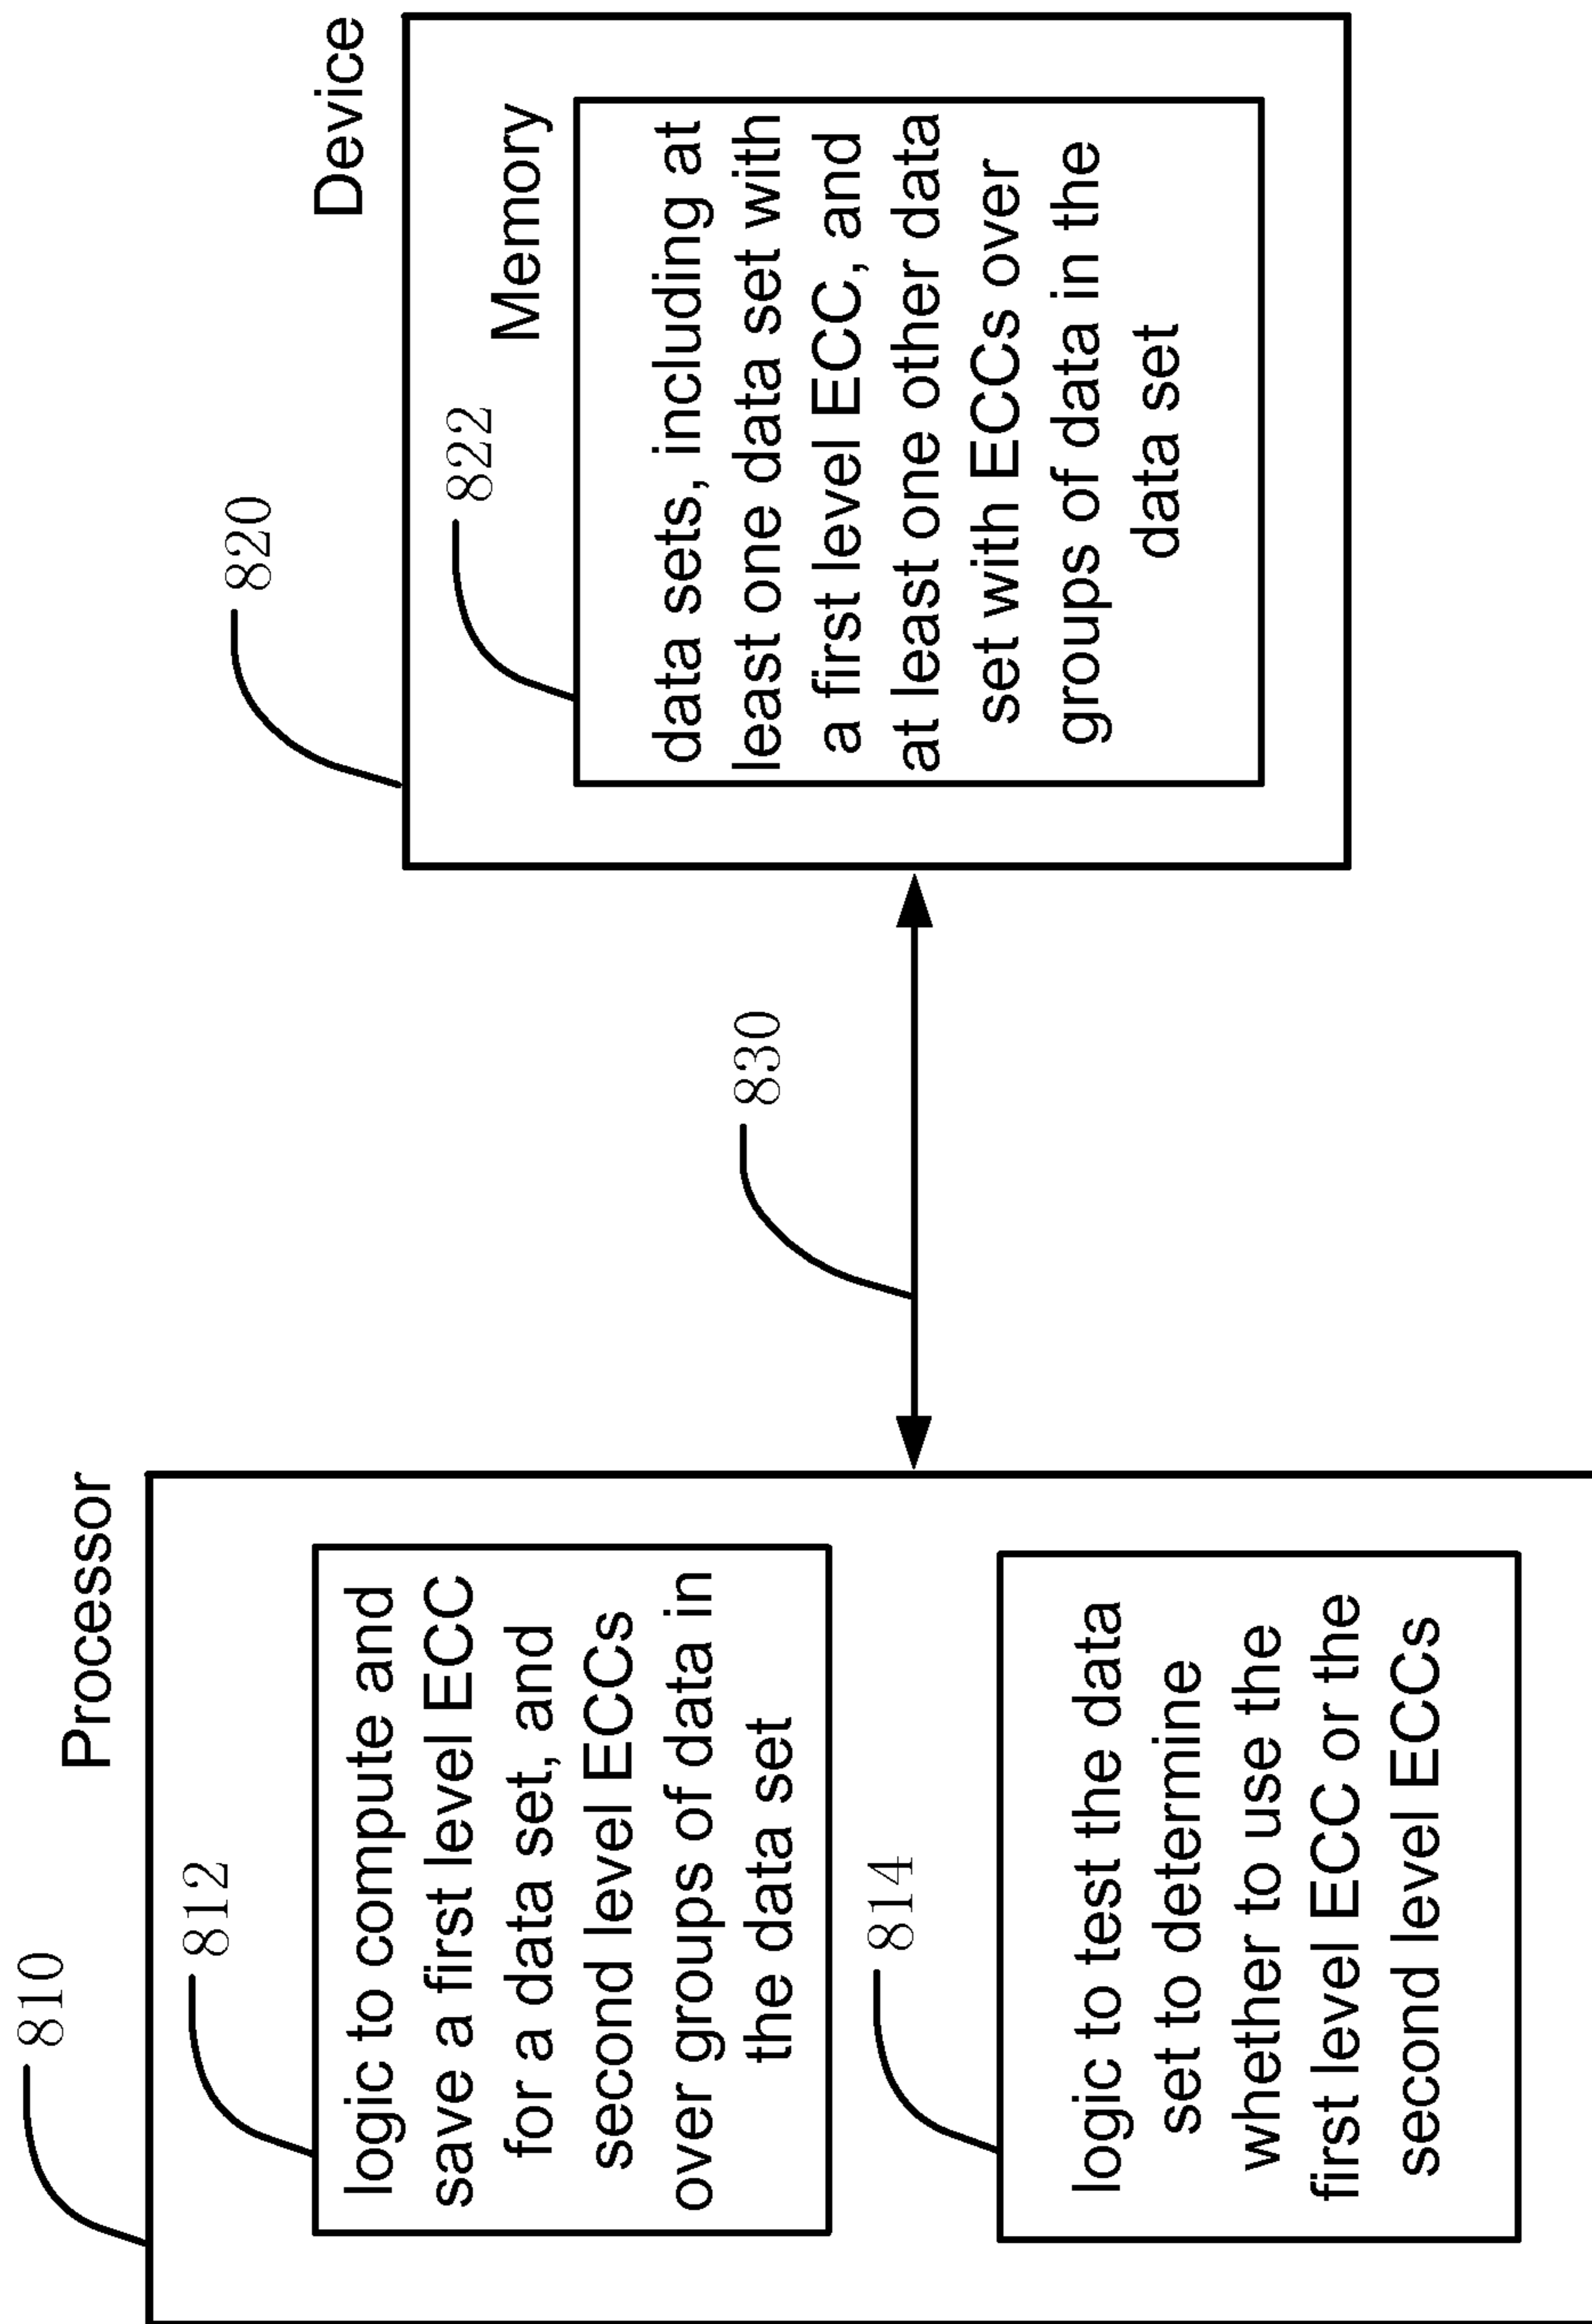 Processor
810
812
logic to compute and
save a first level ECC
for a data set, and
second level ECCs
over groups of data in
the data set
814
logic to test the data
set to determine
whether to use the
first level ECC or the
second level ECCs
830
Device
820
Memory
822
data sets, including at
least one data set with
a first level ECC, and
at least one other data
set with ECCs over
groups of data in the
data set